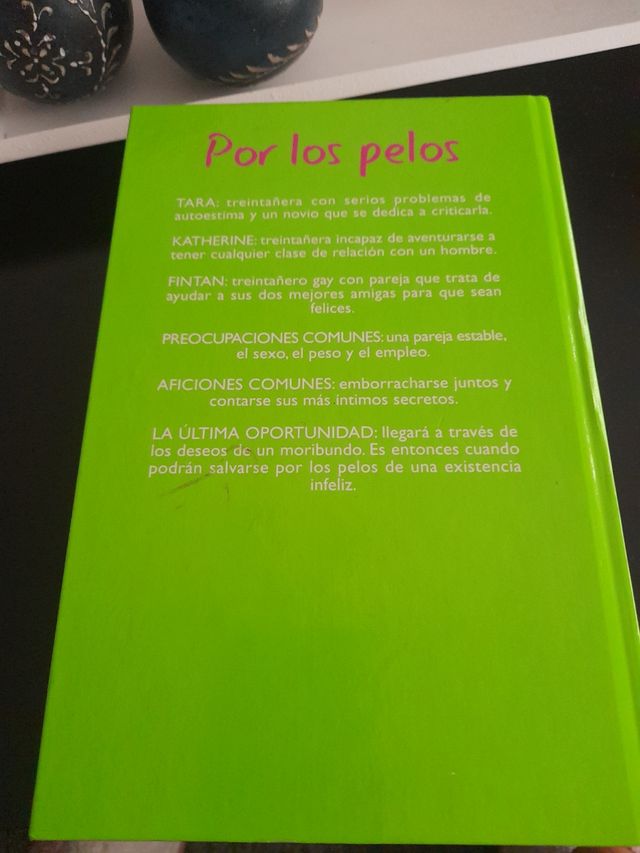 Por los pelos
TARA: treintañera con serios problemas de
autoestima y un novio que se dedica a criticarla.
KATHERINE: treintañera incapaz de aventurarse a
tener cualquier clase de relación con un hombre.
FINTAN: treintañero gay con pareja que trata de
ayudar a sus dos mejores amigas para que sean
felices.
PREOCUPACIONES COMUNES: una pareja estable,
el sexo, el peso y el empleo.
AFICIONES COMUNES: emborracharse juntos y
contarse sus más íntimos secretos.
LA ÚLTIMA OPORTUNIDAD: llegará a través de
los deseos de un moribundo. Es entonces cuando
podrán salvarse por los pelos de una existencia
infeliz.